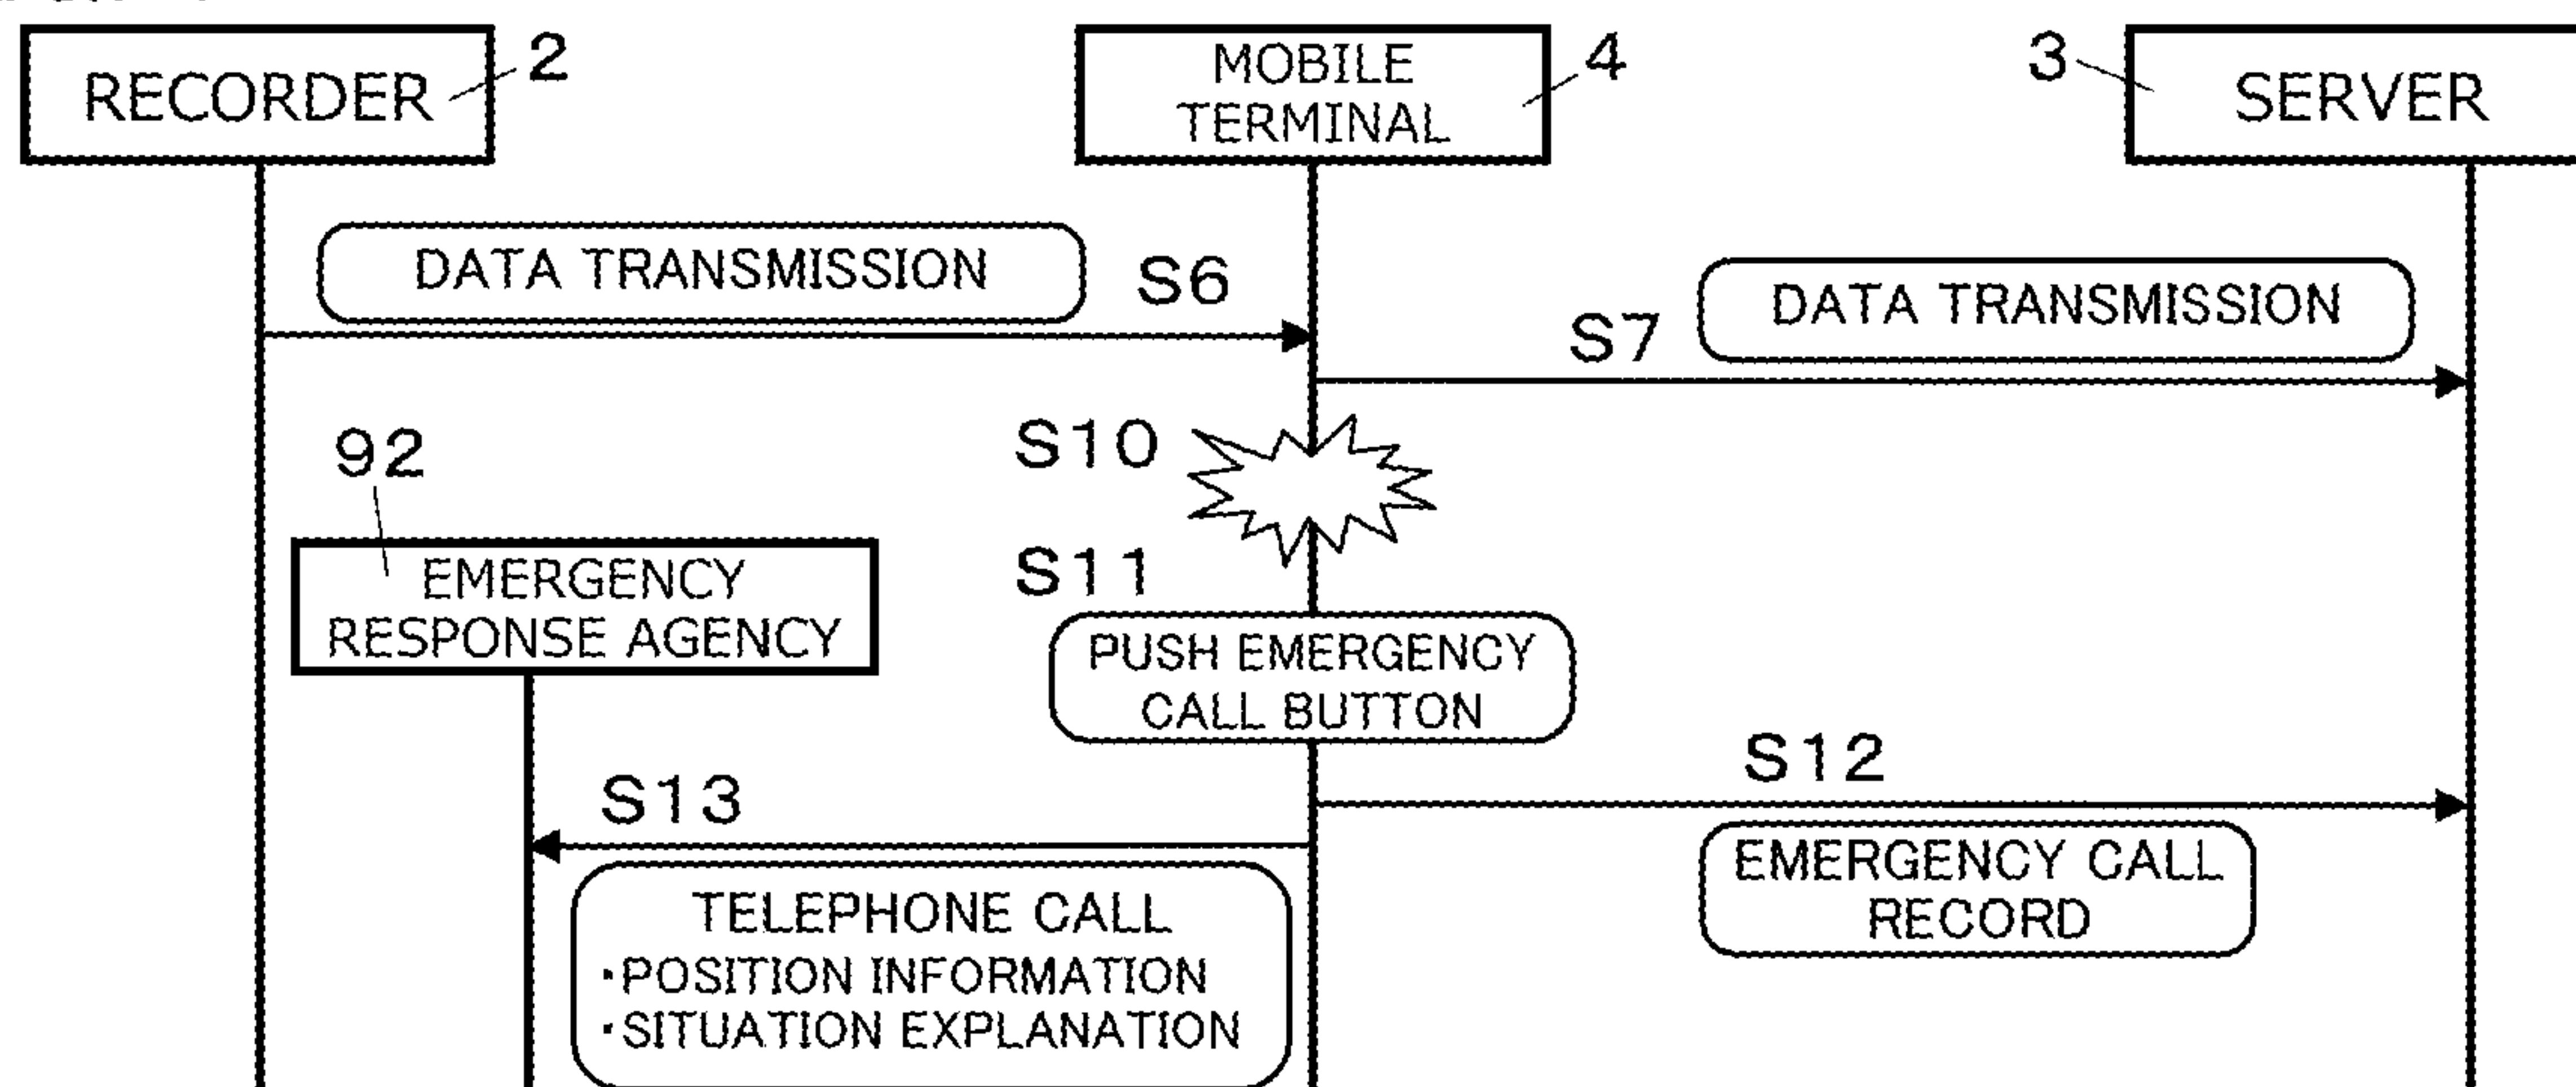 RECORDER
2
MOBILE
TERMINAL
4
3
SERVER
DATA TRANSMISSION
S6
S7
DATA TRANSMISSION
S10
92
EMERGENCY
RESPONSE AGENCY
S11
PUSH EMERGENCY
CALL BUTTON
S12
S13
EMERGENCY CALL
RECORD
TELEPHONE CALL
・POSITION INFORMATION
・SITUATION EXPLANATION